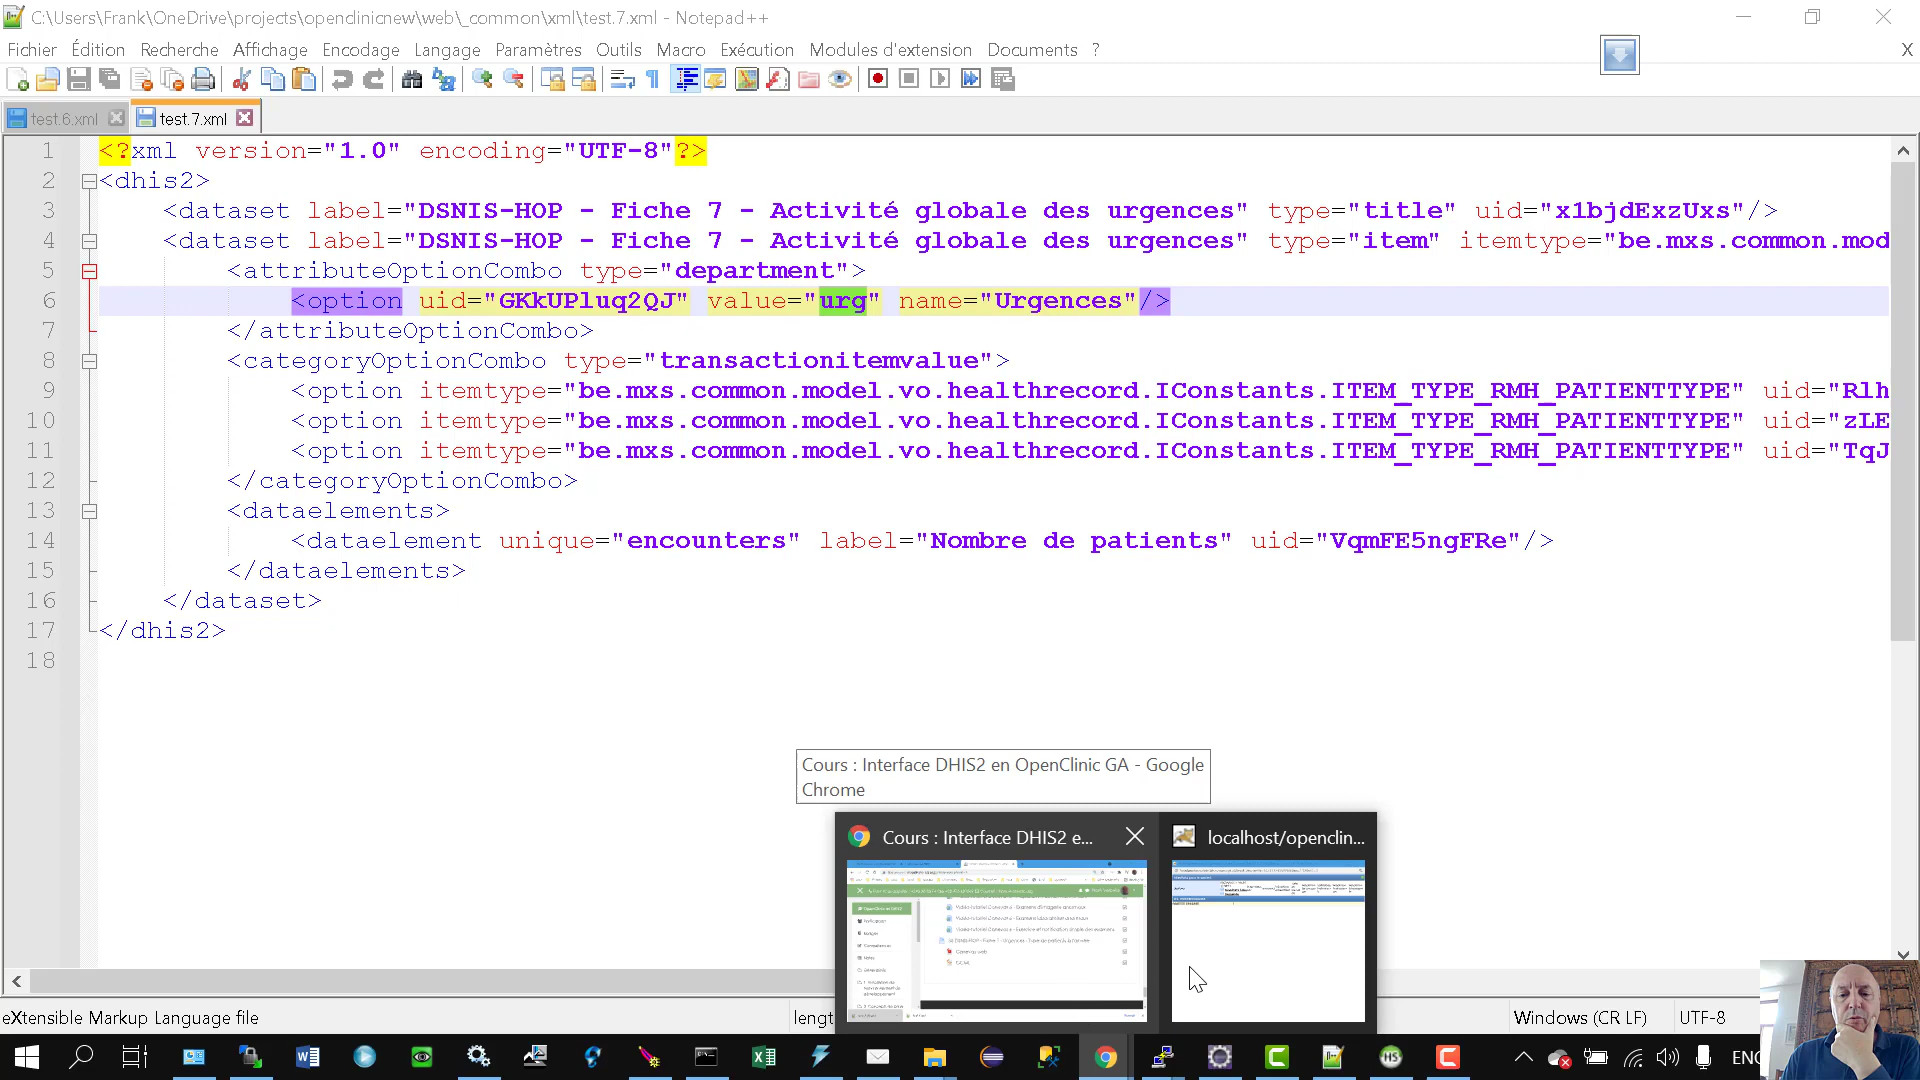 C:\Users\Frank\OneDrive\projects\openclinicnew\web\_common\xml\test.7.xml - Notepad++
Fichier Édition Recherche Affichage Encodage Langage Paramètres Outils Macro Exécution Modules d'extension Documents ? X
test.6.xml test.7.xml
1 <?xml version="1.0" encoding="UTF-8"?>
2 <dhis2>
3 <dataset label="DSNIS-HOP - Fiche 7 - Activité globale des urgences" type="title" uid="x1bjdExzUxs"/>
4 <dataset label="DSNIS-HOP - Fiche 7 - Activité globale des urgences" type="item" itemtype="be.mxs.common.mod
5 <attributeOptionCombo type="department">
6 <option uid="GKkUPluq2QJ" value="urg" name="Urgences"/>
7 </attributeOptionCombo>
8 <categoryOptionCombo type="transactionitemvalue">
9 <option itemtype="be.mxs.common.model.vo.healthrecord.IConstants.ITEM_TYPE_RMH_PATIENTTYPE" uid="Rlh
10 <option itemtype="be.mxs.common.model.vo.healthrecord.IConstants.ITEM_TYPE_RMH_PATIENTTYPE" uid="zLE
11 <option itemtype="be.mxs.common.model.vo.healthrecord.IConstants.ITEM_TYPE_RMH_PATIENTTYPE" uid="TqJ
12 </categoryOptionCombo>
13 <dataelements>
14 <dataelement unique="encounters" label="Nombre de patients" uid="VqmFE5ngFRe"/>
15 </dataelements>
16 </dataset>
17 </dhis2>
18
Cours : Interface DHIS2 en OpenClinic GA - Google
Chrome
Cours : Interface DHIS2 e... localhost/openclin...
eXtensible Markup Language file lengt Windows (CR LF) UTF-8
ENG